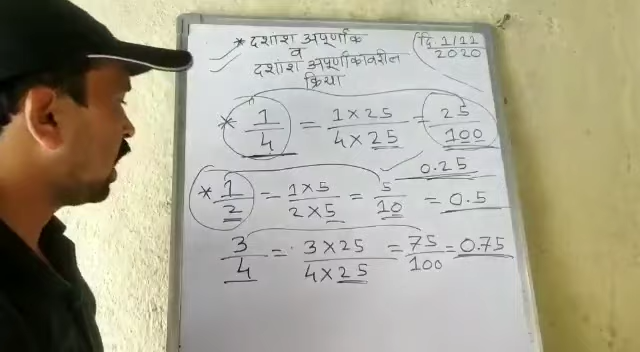 * दशांश अपूर्णांक
व
दशांश अपूर्णांकावरील
क्रिया
दि. 1/12
2020
* 1/4 = 1×25/4×25 = 25/100
0.25
* 1/2 = 1×5/2×5 = 5/10 = 0.5
3/4 = 3×25/4×25 = 75/100 = 0.75